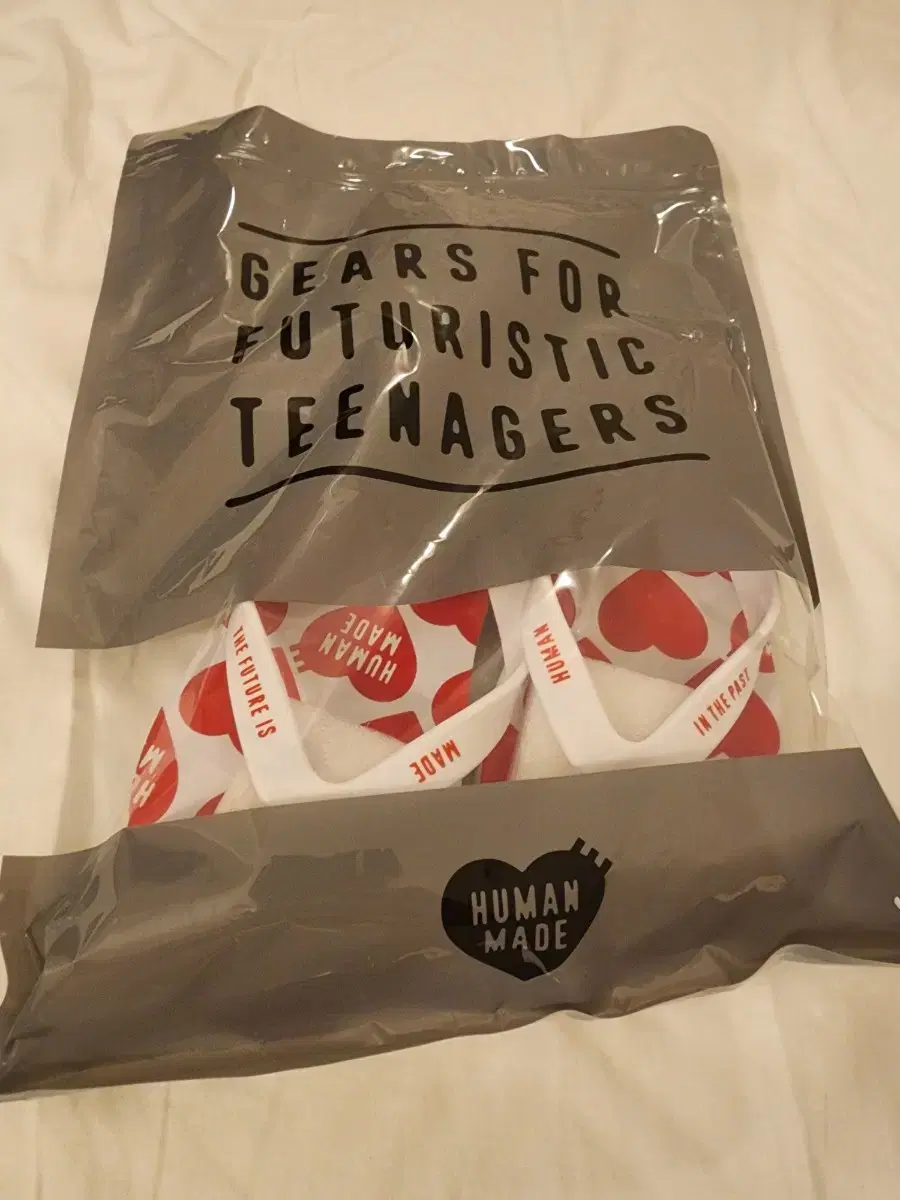 GEARS FOR
FUTURISTIC
TEENAGERS
HUMAN
MADE
THE FUTURE IS
MADE
HUMAN
IN THE PAST
HUMAN
MADE